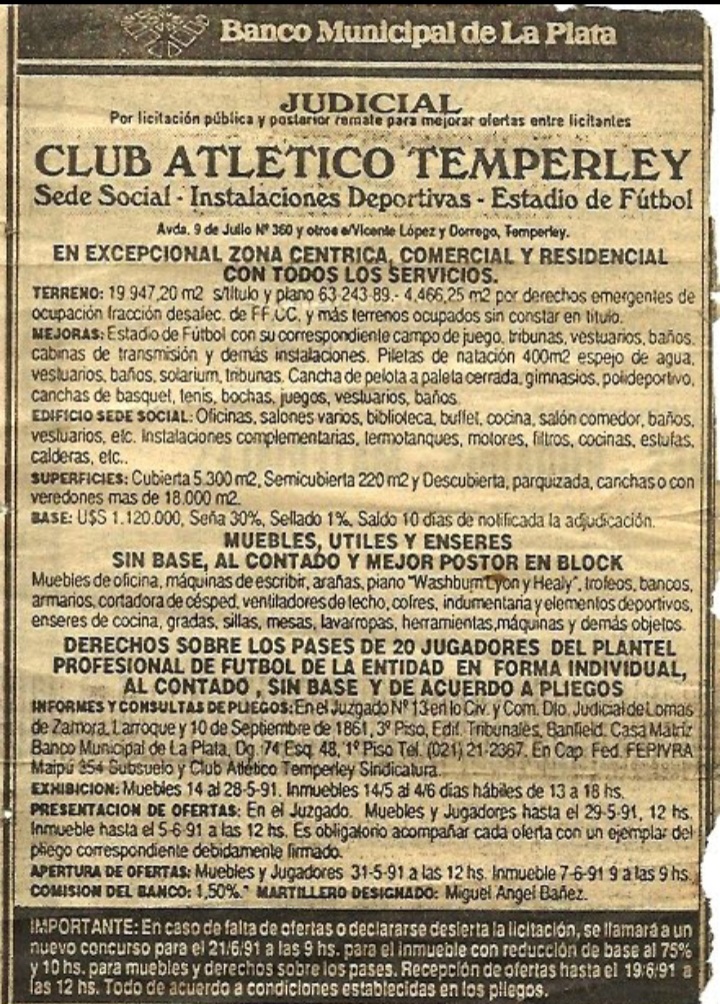 Banco Municipal de La Plata
JUDICIAL
Por licitación pública y posterior remate para mejorar ofertas entre licitantes
CLUB ATLETICO TEMPERLEY
Sede Social - Instalaciones Deportivas - Estadio de Fútbol
Avda. 9 de Julio Nº 360 y otros e/Vicente López y Dorrego, Temperley.
EN EXCEPCIONAL ZONA CENTRICA, COMERCIAL Y RESIDENCIAL
CON TODOS LOS SERVICIOS.
TERRENO: 19.947,20 m2 s/título y plano 63-243-89.- 4.466,25 m2 por derechos emergentes de
ocupación fracción desafec. de FF.CC, y más terrenos ocupados sin constar en título.
MEJORAS: Estadio de Fútbol con su correspondiente campo de juego, tribunas, vestuarios, baños,
cabinas de transmisión y demás instalaciones. Piletas de natación 400m2 espejo de agua,
vestuarios, baños, solarium, tribunas. Cancha de pelota a paleta cerrada, gimnasios, polideportivo,
canchas de basquet, tenis, bochas, juegos, vestuarios, baños.
EDIFICIO SEDE SOCIAL: Oficinas, salones varios, biblioteca, buffet, cocina, salón comedor, baños,
vestuarios, etc. Instalaciones complementarias, termotanques, motores, filtros, cocinas, estufas,
calderas, etc..
SUPERFICIES: Cubierta 5.300 m2, Semicubierta 220 m2 y Descubierta, parquizada, canchas o con
veredones mas de 18.000 m2.
BASE: U$S 1.120.000, Seña 30%, Sellado 1%, Saldo 10 días de notificada la adjudicación.
MUEBLES, UTILES Y ENSERES
SIN BASE, AL CONTADO Y MEJOR POSTOR EN BLOCK
Muebles de oficina, máquinas de escribir, arañas, piano "Washburn Lyon y Healy", trofeos, bancos,
armarios, cortadora de césped, ventiladores de techo, cofres, indumentaria y elementos deportivos,
enseres de cocina, gradas, sillas, mesas, lavarropas, herramientas,máquinas y demás objetos.
DERECHOS SOBRE LOS PASES DE 20 JUGADORES DEL PLANTEL
PROFESIONAL DE FUTBOL DE LA ENTIDAD EN FORMA INDIVIDUAL,
AL CONTADO , SIN BASE Y DE ACUERDO A PLIEGOS
INFORMES Y CONSULTAS DE PLIEGOS: En el Juzgado Nº 13 en lo Civ. y Com. Dto. Judicial de Lomas
de Zamora, Larroque y 10 de Septiembre de 1861, 3º Piso, Edif. Tribunales, Banfield. Casa Matriz
Banco Municipal de La Plata, Dg. 74 Esq. 48, 1º Piso Tel. (021) 21-2367. En Cap. Fed. FEPIVRA
Maipú 354 Subsuelo y Club Atlético Temperley Sindicatura.
EXHIBICION: Muebles 14 al 28-5-91. Inmuebles 14/5 al 4/6 días hábiles de 13 a 18 hs.
PRESENTACION DE OFERTAS: En el Juzgado. Muebles y Jugadores hasta el 29-5-91, 12 hs.
Inmueble hasta el 5-6-91 a las 12 hs. Es obligatorio acompañar cada oferta con un ejemplar del
pliego correspondiente debidamente firmado.
APERTURA DE OFERTAS: Muebles y Jugadores 31-5-91 a las 12 hs. Inmueble 7-6-91 9 a las 9 hs.
COMISION DEL BANCO: 1,50%." MARTILLERO DESIGNADO: Miguel Angel Bañez.
IMPORTANTE: En caso de falta de ofertas o declararse desierta la licitación, se llamará a un
nuevo concurso para el 21/6/91 a las 9 hs. para el inmueble con reducción de base al 75%
y 10 hs. para muebles y derechos sobre los pases. Recepción de ofertas hasta el 19/6/91 a
las 12 hs. Todo de acuerdo a condiciones establecidas en los pliegos.